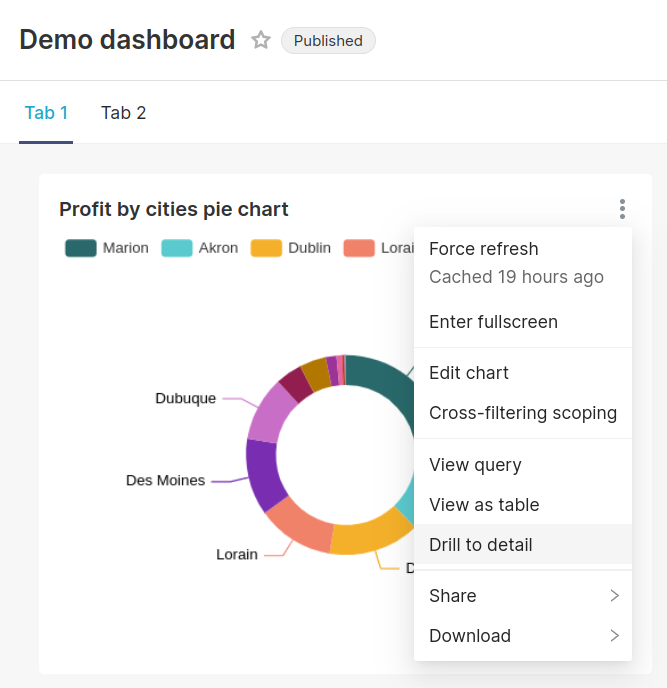 Demo dashboard Published
Tab 1 Tab 2
Profit by cities pie chart
Marion Akron Dublin
Force refresh
Cached 19 hours ago
Enter fullscreen
Edit chart
Cross-filtering scoping
View query
View as table
Drill to detail
Share
Download
Dubuque
Des Moines
Lorain